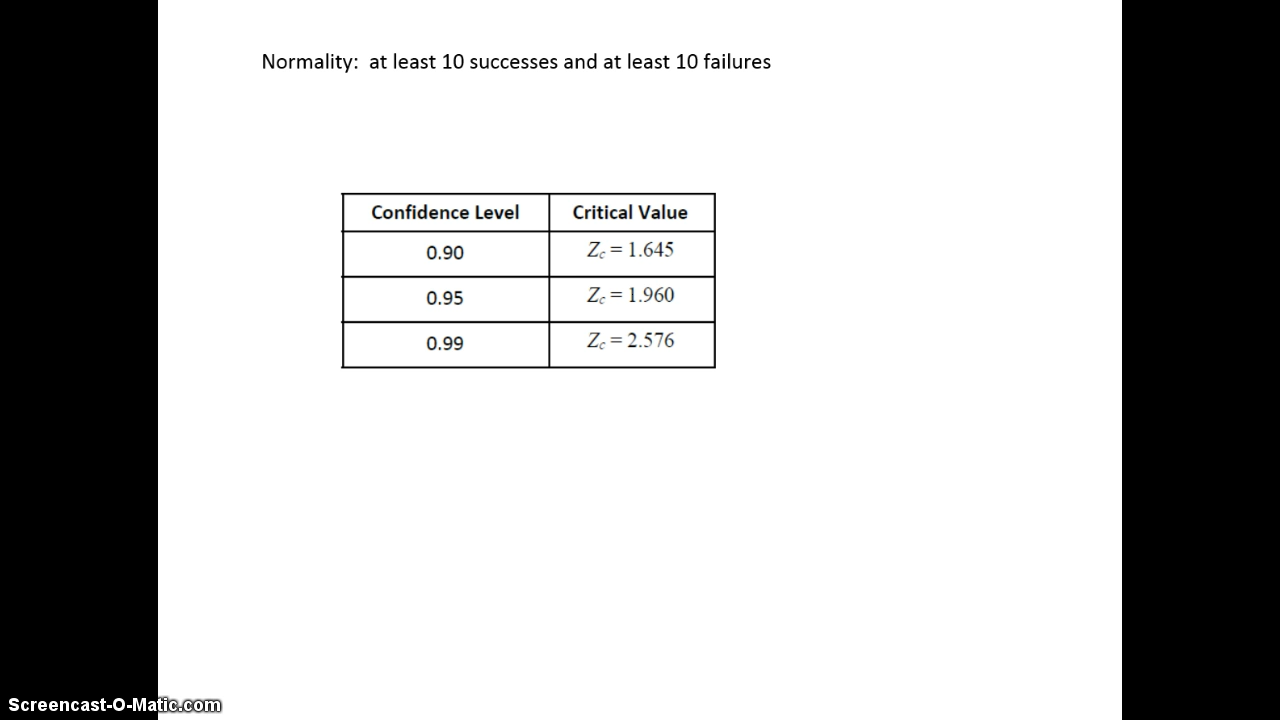 Normality: at least 10 successes and at least 10 failures
Confidence Level Critical Value
0.90 Zc = 1.645
0.95 Zc = 1.960
0.99 Zc = 2.576
Screencast-O-Matic.com